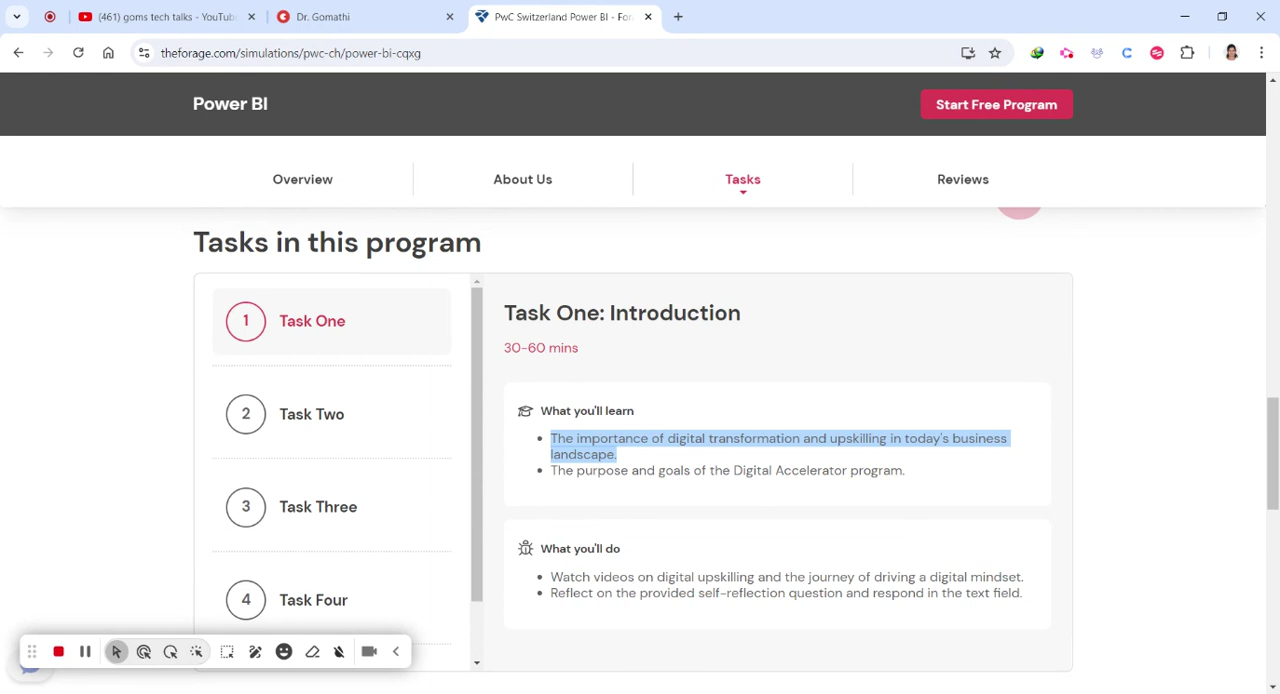 (461) goms tech talks - YouTub
Dr. Gomathi
PwC Switzerland Power BI - For
theforage.com/simulations/pwc-ch/power-bi-cqxg
Power BI
Start Free Program
Overview
About Us
Tasks
Reviews
Tasks in this program
1
Task One
2
Task Two
3
Task Three
4
Task Four
Task One: Introduction
30-60 mins
What you'll learn
• The importance of digital transformation and upskilling in today's business
landscape.
• The purpose and goals of the Digital Accelerator program.
What you'll do
• Watch videos on digital upskilling and the journey of driving a digital mindset.
• Reflect on the provided self-reflection question and respond in the text field.